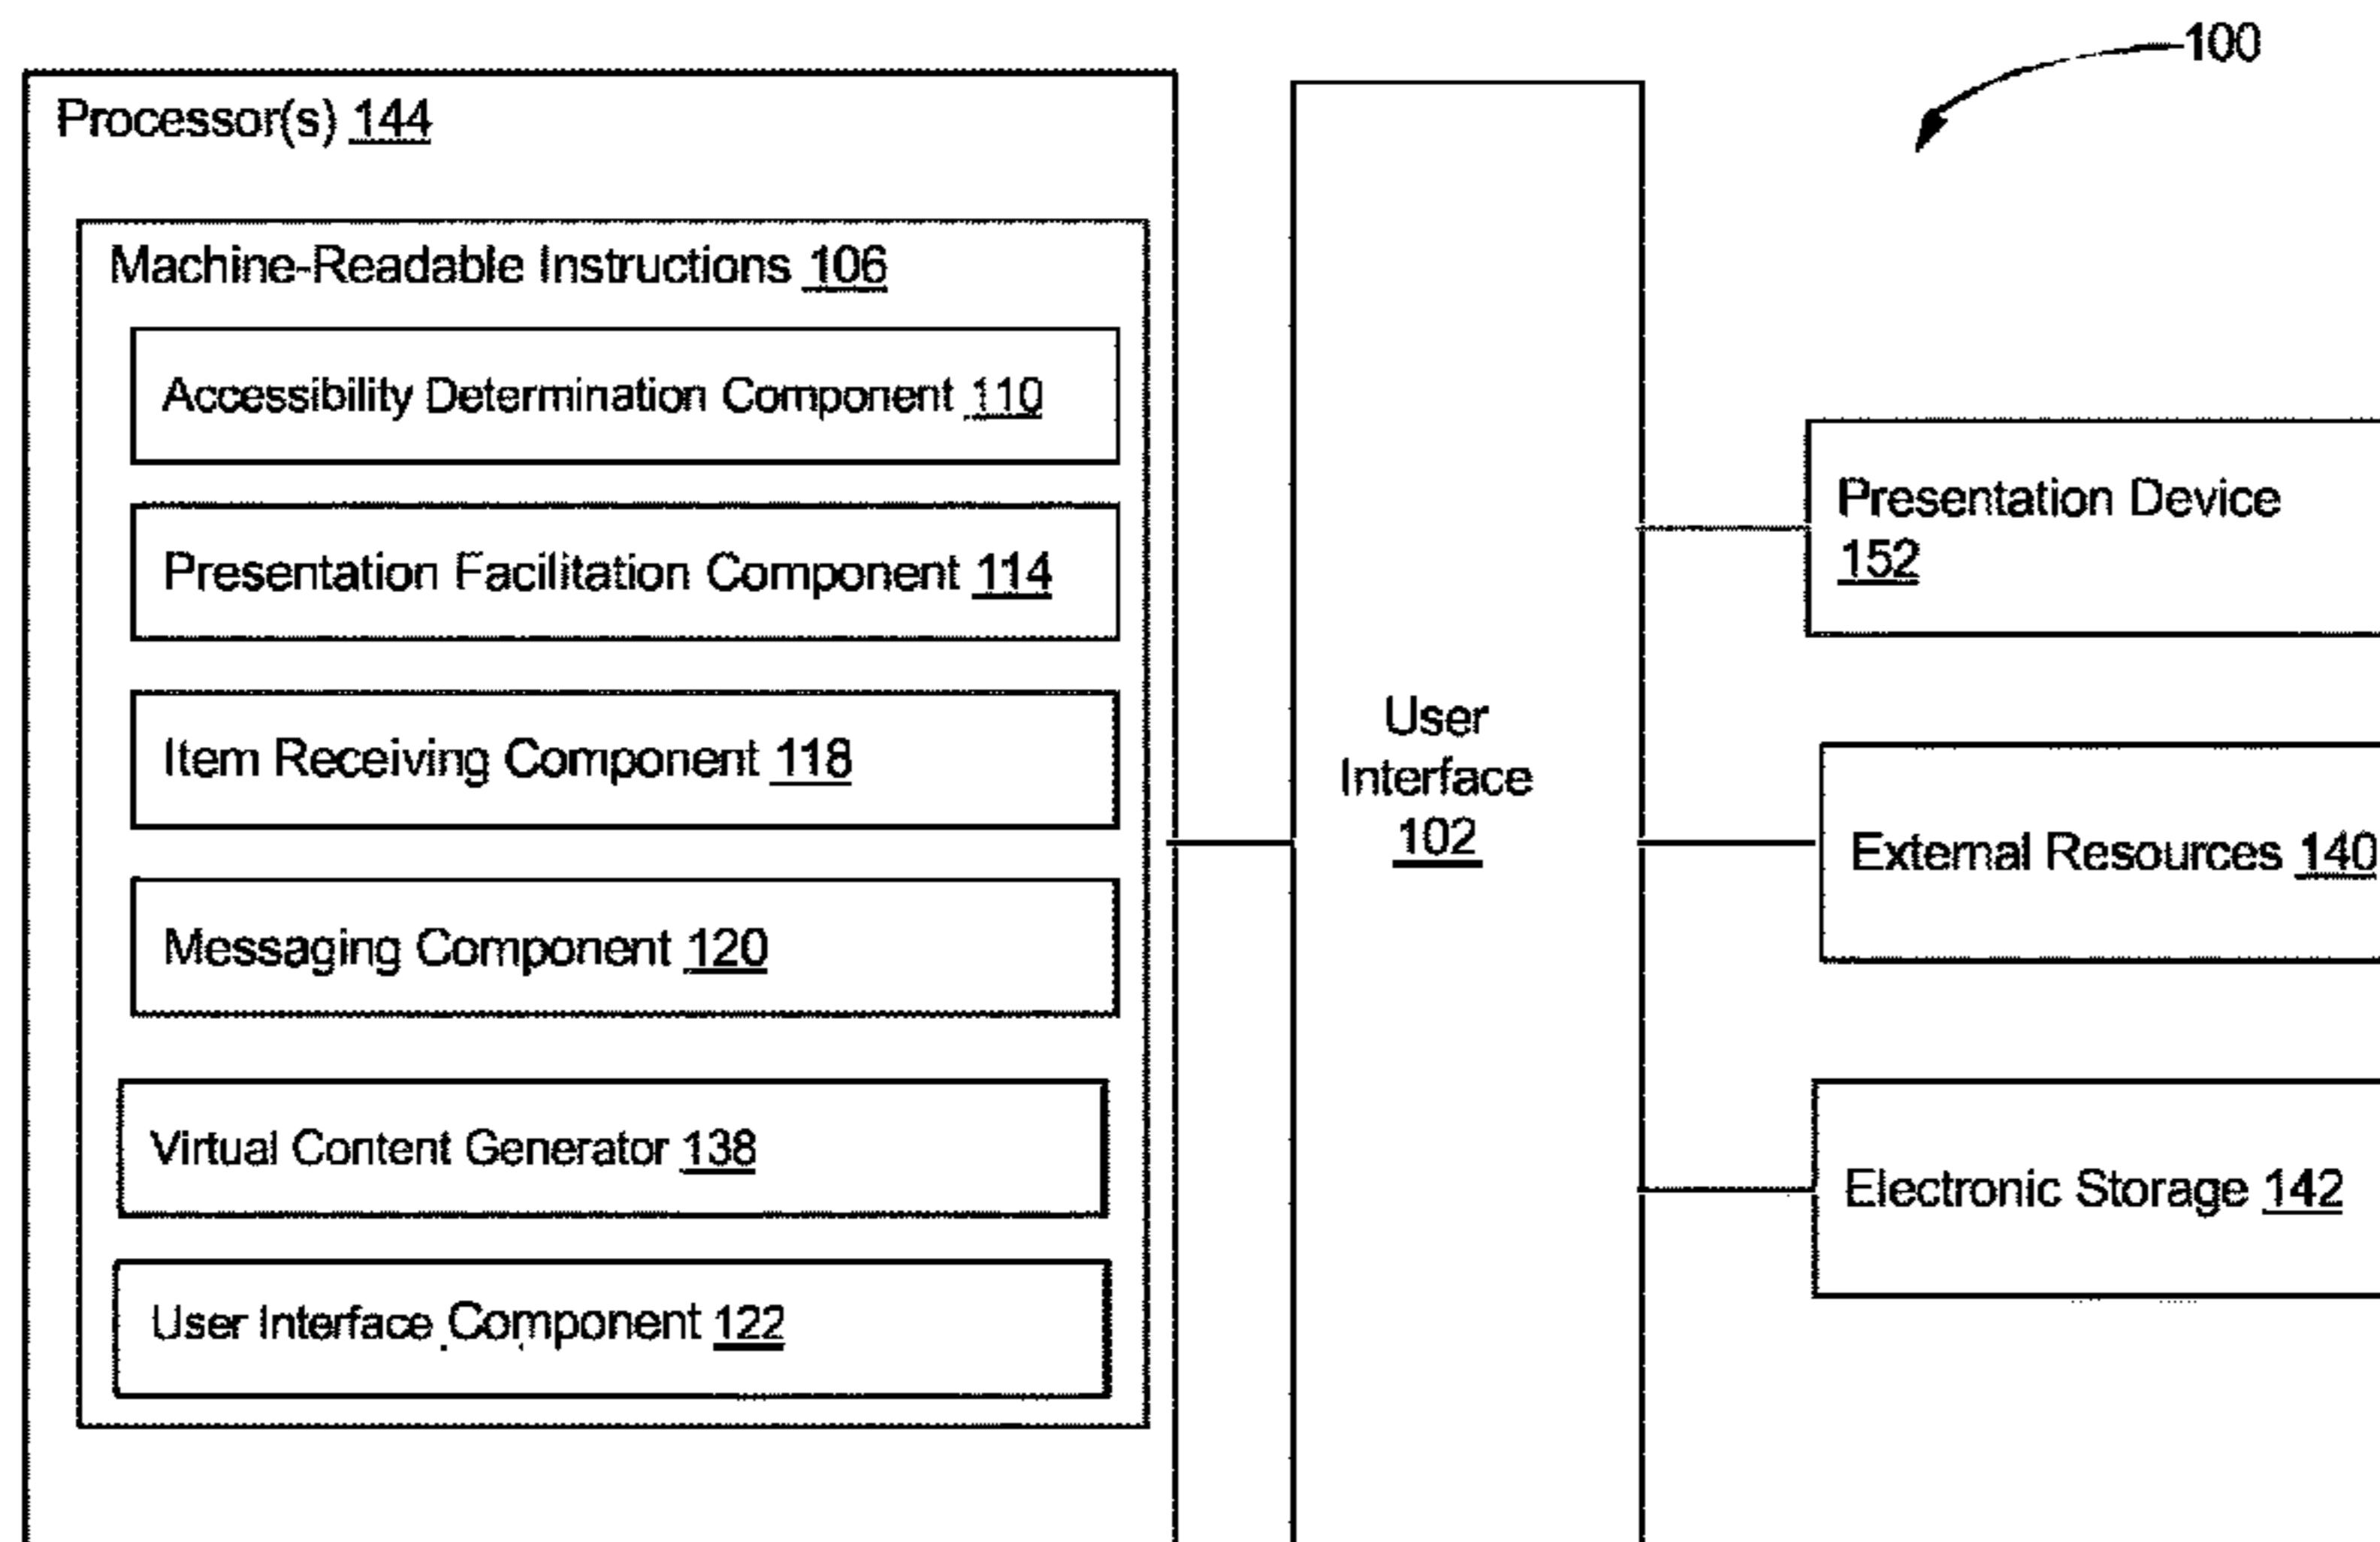 100
Processor(s) 144
Machine-Readable Instructions 106
Accessibility Determination Component 110
Presentation Facilitation Component 114
Item Receiving Component 118
Messaging Component 120
Virtual Content Generator 138
User Interface Component 122
User
Interface
102
Presentation Device
152
External Resources 140
Electronic Storage 142